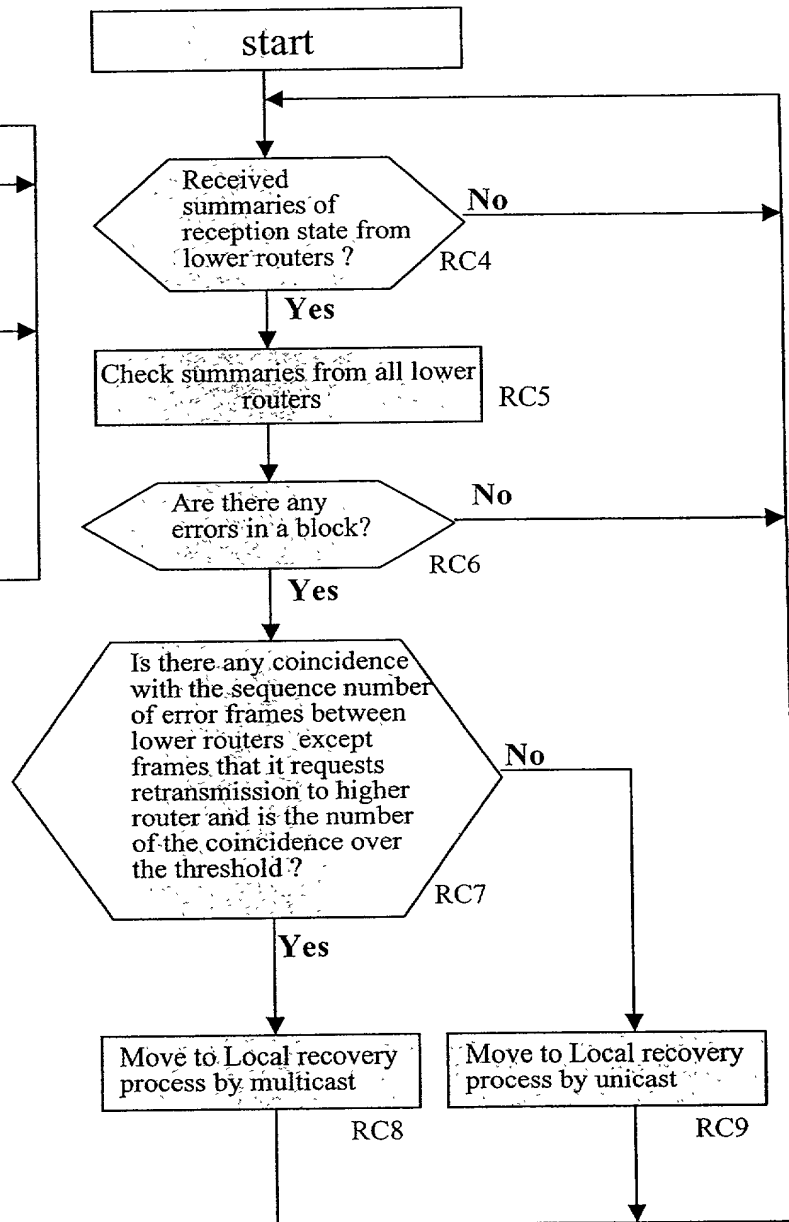 start
Received
summaries of
reception state from
lower routers ?
No
RC4
Yes
Check summaries from all lower
routers
RC5
Are there any
errors in a block?
No
RC6
Yes
Is there any coincidence
with the sequence number
of error frames between
lower routers except
frames that it requests
retransmission to higher
router and is the number
of the coincidence over
the threshold ?
No
RC7
Yes
Move to Local recovery
process by multicast
RC8
Move to Local recovery
process by unicast
RC9